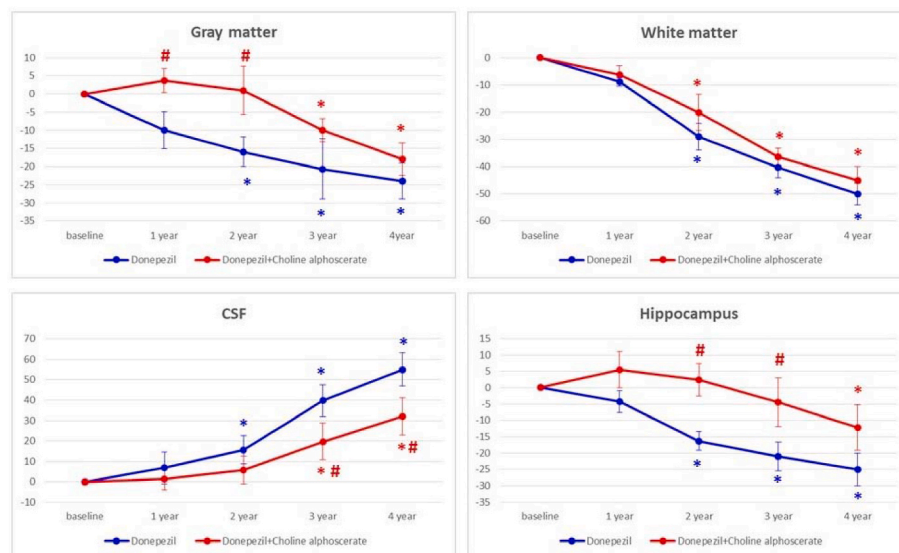 Gray matter
# #
20
15
10
5
0
-5
-10
-15
-20
-25
-30
-35
* *
* * *
baseline 1 year 2 year 3 year 4year
Donepezil Donepezil+Choline alphoscerate
White matter
0
-10
-20
-30
-40
-50
-60
* * *
* * *
baseline 1 year 2 year 3 year 4 year
Donepezil Donepezil+Choline alphoscerate
CSF
70
60
50
40
30
20
10
0
-10
* * *
* # * #
baseline 1 year 2 year 3 year 4 year
Donepezil Donepezil+Choline alphoscerate
Hippocampus
15
10
5
0
-5
-10
-15
-20
-25
-30
-35
# # *
* * *
baseline 1 year 2 year 3 year 4 year
Donepezil Donepezil+Choline alphoscerate